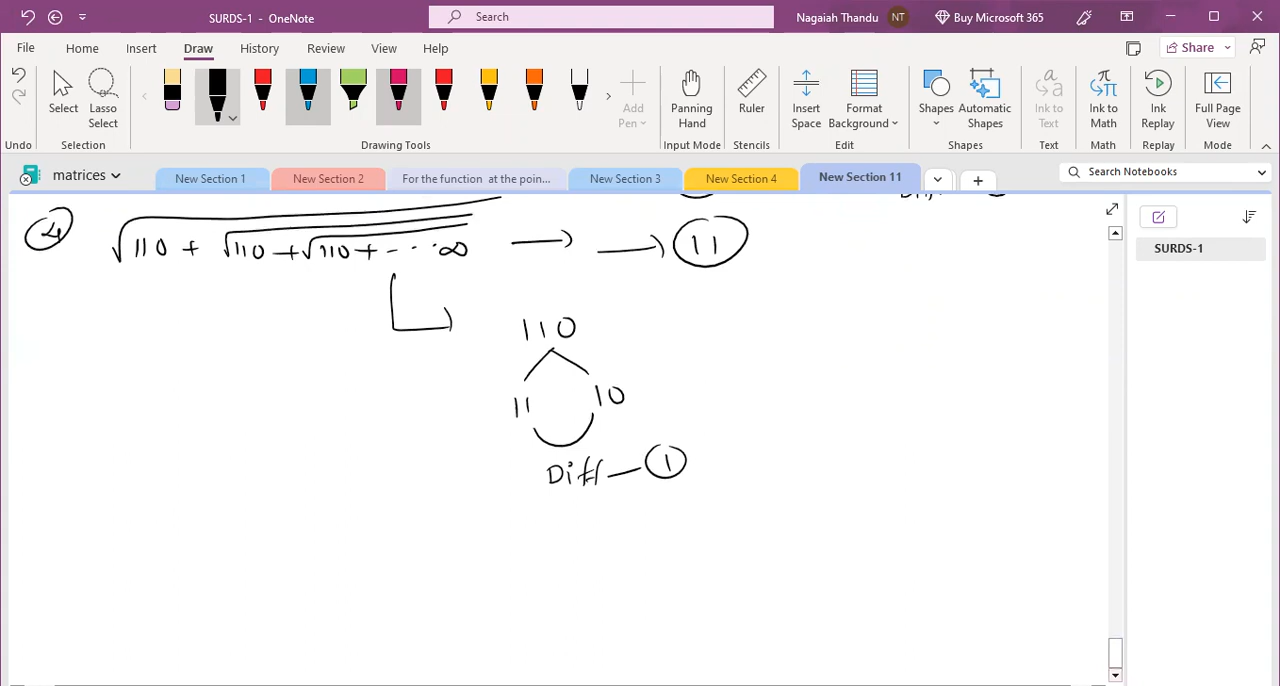 SURDS-1 - OneNote
Search
Nagaiah Thandu NT
Buy Microsoft 365
File Home Insert Draw History Review View Help
Share
Undo
Select
Lasso Select
Selection
Drawing Tools
Add Pen
Panning Hand
Input Mode
Ruler
Stencils
Insert Space
Format Background
Edit
Shapes
Automatic Shapes
Shapes
Ink to Text
Text
Ink to Math
Math
Ink Replay
Replay
Full Page View
Mode
matrices
New Section 1
New Section 2
For the function at the poin...
New Section 3
New Section 4
New Section 11
+
Search Notebooks
SURDS-1
4 √110 + √110 + √110 + - ... ∞ → → 11
110
11 10
Diff — 1